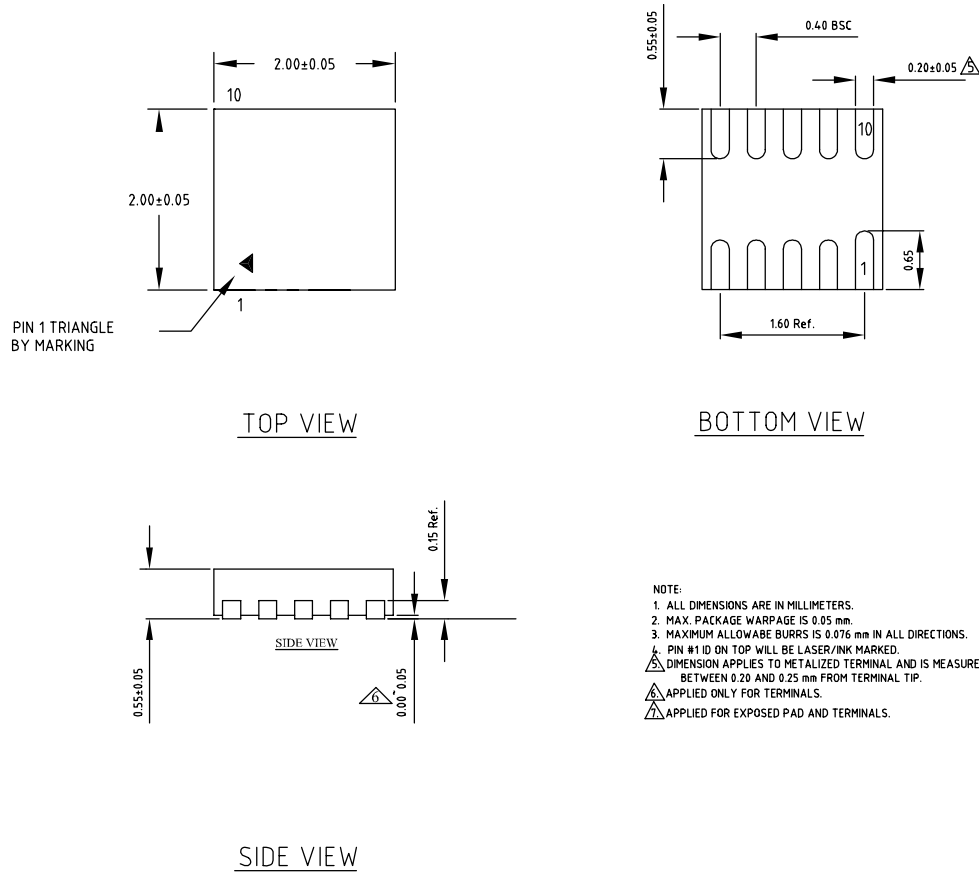 2.00±0.05
10
2.00±0.05
1
PIN 1 TRIANGLE
BY MARKING
TOP VIEW
0.55±0.05
0.40 BSC
0.20±0.05 5
10
1
0.65
1.60 Ref.
BOTTOM VIEW
0.15 Ref.
SIDE VIEW
0.55±0.05
6
0.00~0.05
SIDE VIEW
NOTE:
1. ALL DIMENSIONS ARE IN MILLIMETERS.
2. MAX. PACKAGE WARPAGE IS 0.05 mm.
3. MAXIMUM ALLOWABE BURRS IS 0.076 mm IN ALL DIRECTIONS.
4. PIN #1 ID ON TOP WILL BE LASER/INK MARKED.
5. DIMENSION APPLIES TO METALIZED TERMINAL AND IS MEASURE
BETWEEN 0.20 AND 0.25 mm FROM TERMINAL TIP.
6. APPLIED ONLY FOR TERMINALS.
7. APPLIED FOR EXPOSED PAD AND TERMINALS.